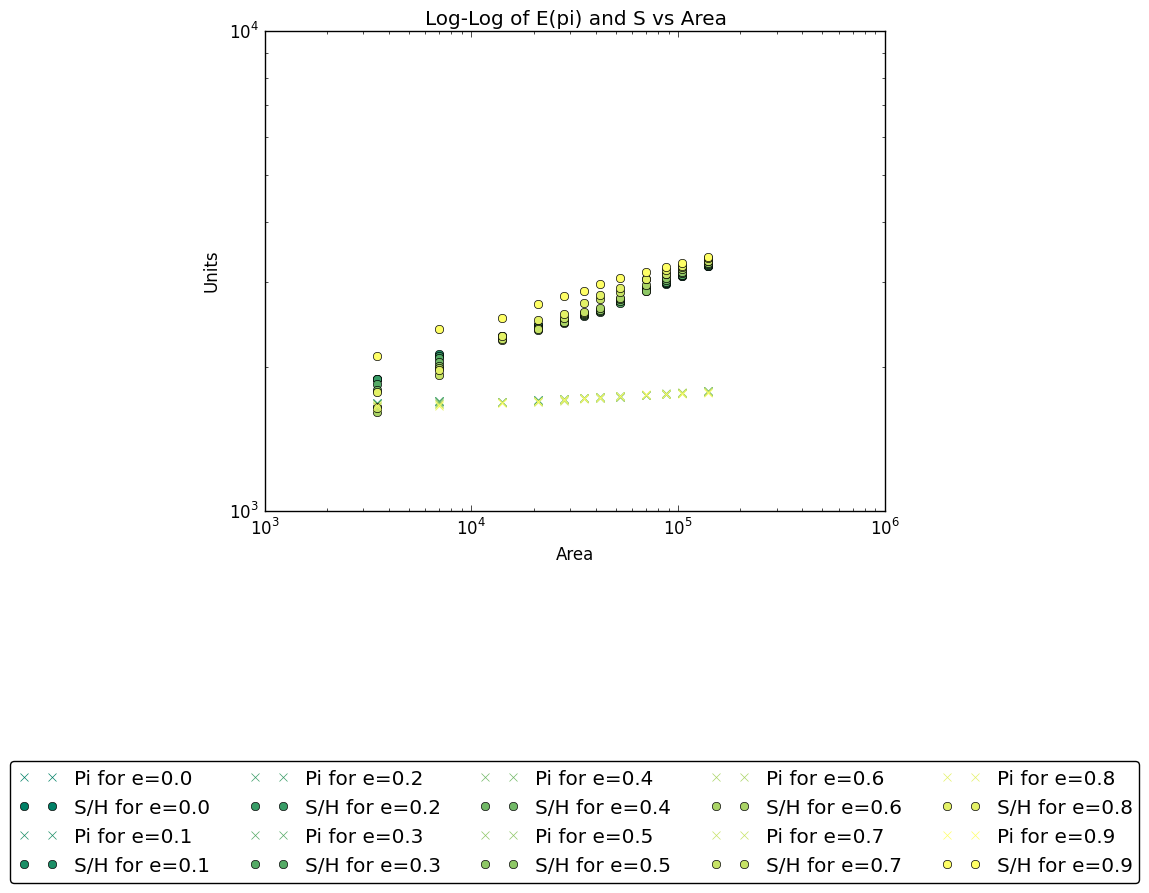 Log-Log of E(pi) and S vs Area
10^4
Units
10^3
10^3 10^4 10^5 10^6
Area
Pi for e=0.0 Pi for e=0.2 Pi for e=0.4 Pi for e=0.6 Pi for e=0.8
S/H for e=0.0 S/H for e=0.2 S/H for e=0.4 S/H for e=0.6 S/H for e=0.8
Pi for e=0.1 Pi for e=0.3 Pi for e=0.5 Pi for e=0.7 Pi for e=0.9
S/H for e=0.1 S/H for e=0.3 S/H for e=0.5 S/H for e=0.7 S/H for e=0.9